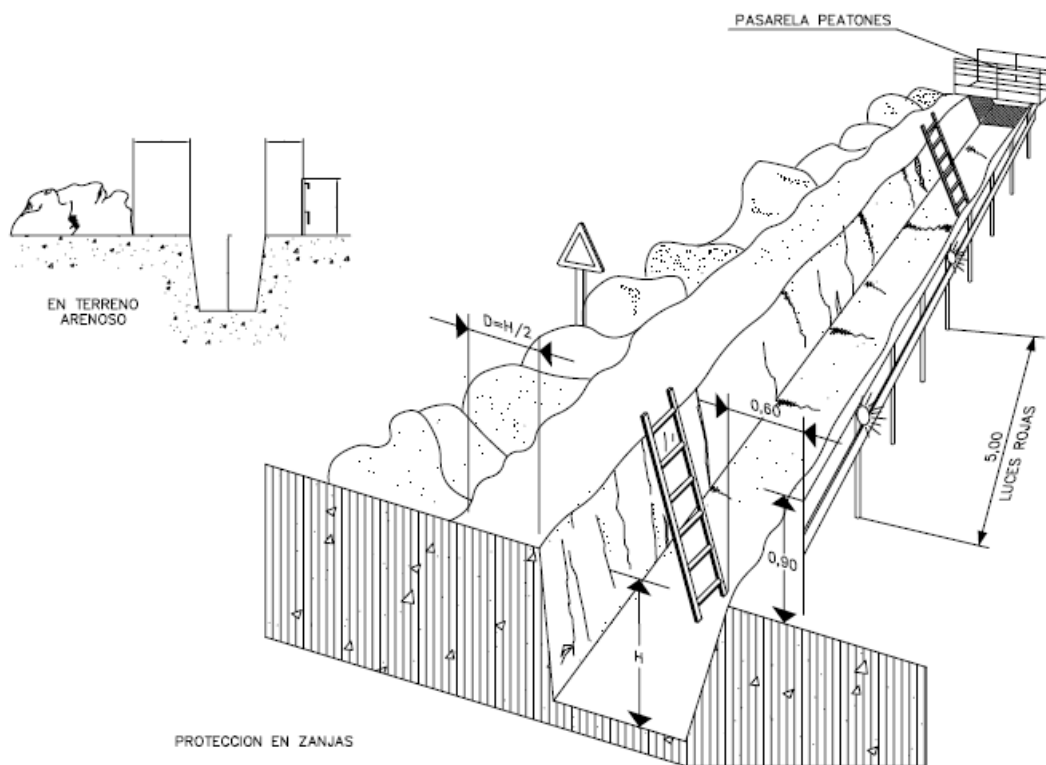 PASARELA PEATONES
EN TERRENO
ARENOSO
D=H/2
0,60
5,00
LUCES ROJAS
0,90
H
PROTECCION EN ZANJAS